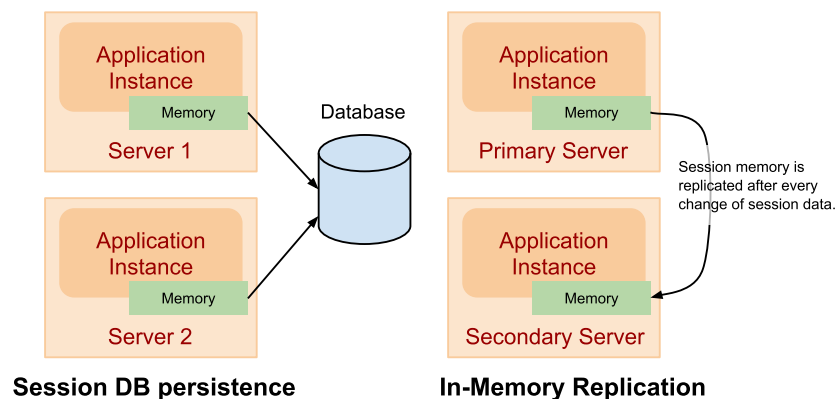 Application
Instance
Memory
Server 1
Database
Application
Instance
Memory
Server 2
Session DB persistence
Application
Instance
Memory
Primary Server
Session memory is
replicated after every
change of session data.
Application
Instance
Memory
Secondary Server
In-Memory Replication